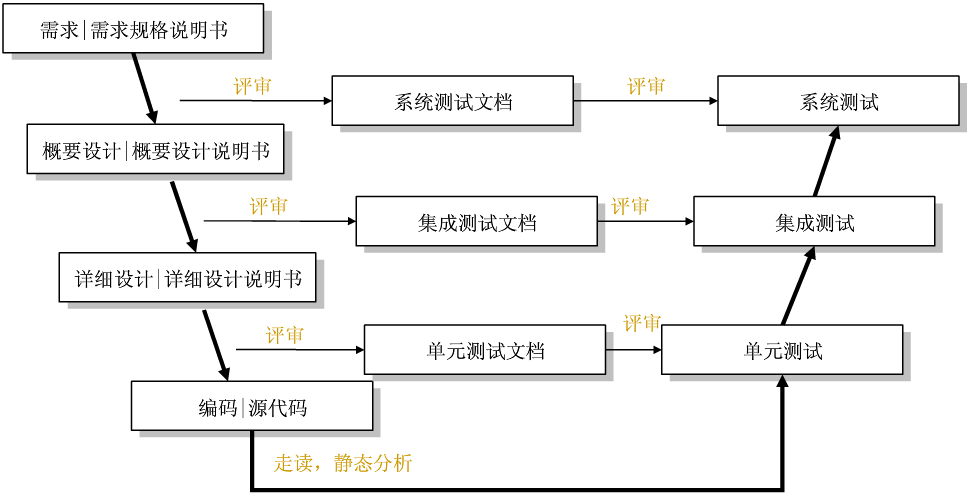 需求|需求规格说明书
评审
评审
系统测试文档
系统测试
概要设计|概要设计说明书
评审
评审
集成测试文档
集成测试
详细设计|详细设计说明书
评审
评审
单元测试文档
单元测试
编码|源代码
走读，静态分析